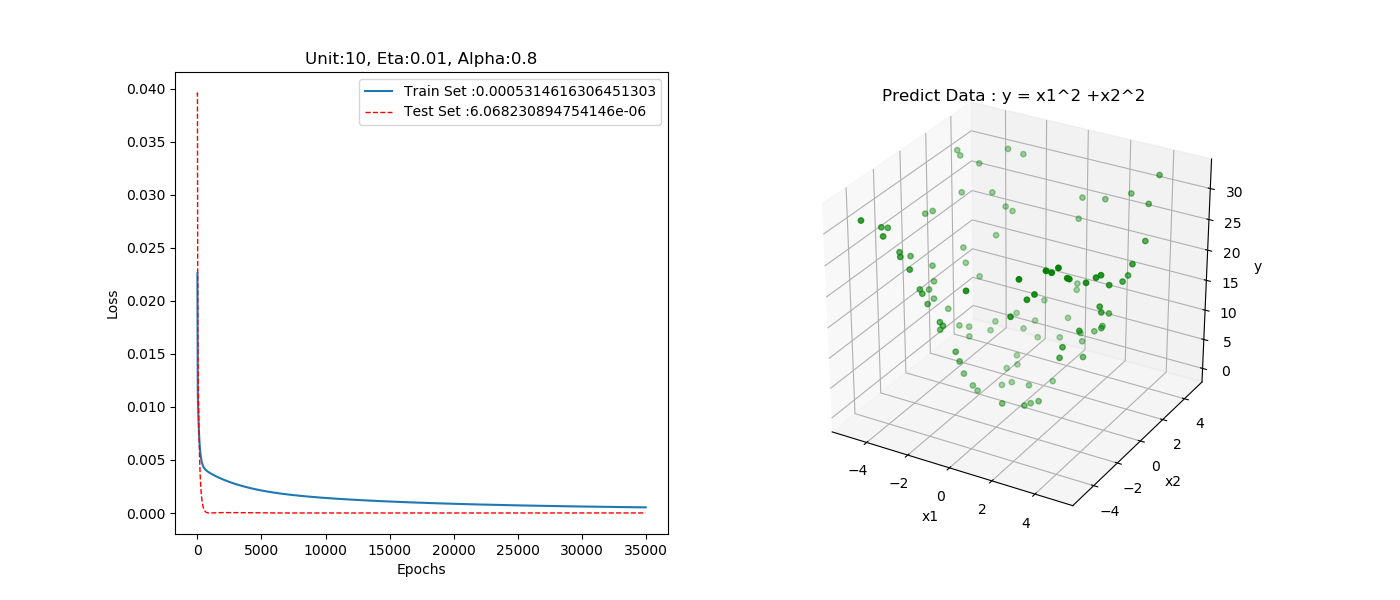 Unit:10, Eta:0.01, Alpha:0.8
Train Set :0.0005314616306451303
Test Set :6.068230894754146e-06
0.040
0.035
0.030
0.025
0.020
0.015
0.010
0.005
0.000
Loss
0 5000 10000 15000 20000 25000 30000 35000
Epochs
Predict Data : y = x1^2 +x2^2
30
25
20
15
10
5
0
y
−4
−2
0
2
4
x1
4
2
0
−2
−4
x2